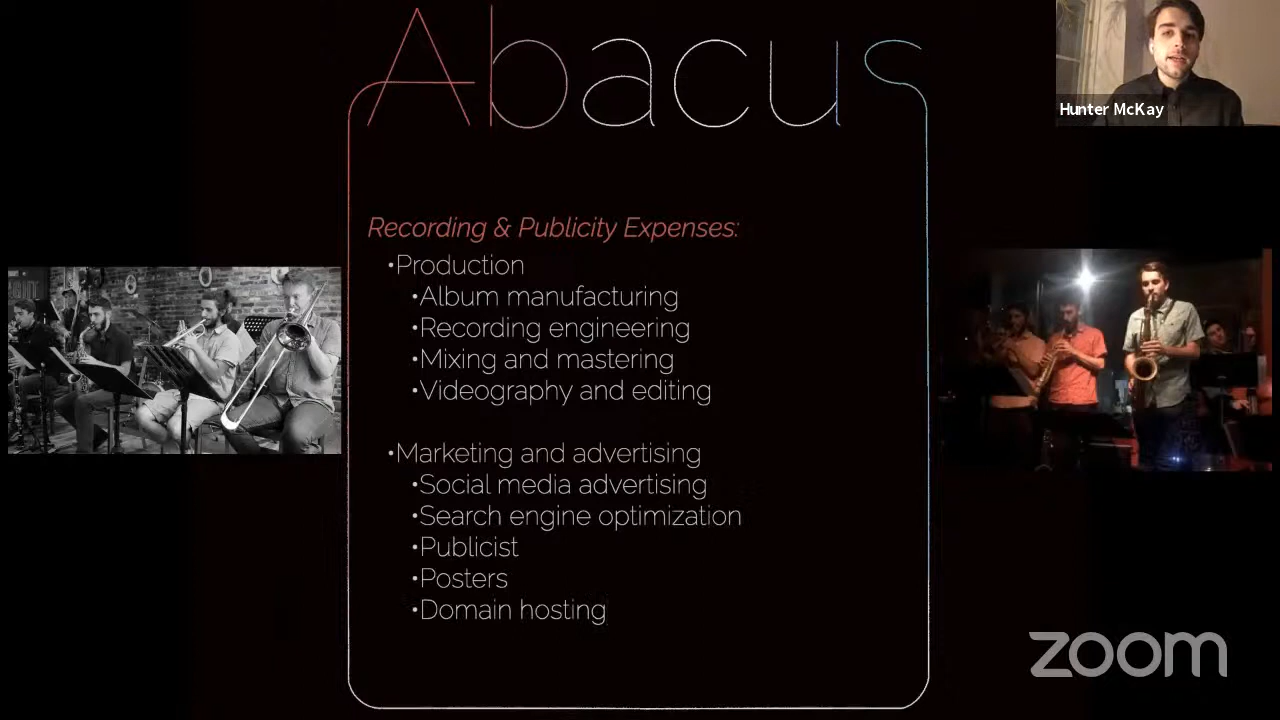 Abacus
Hunter McKay
Recording & Publicity Expenses:
•Production
•Album manufacturing
•Recording engineering
•Mixing and mastering
•Videography and editing
•Marketing and advertising
•Social media advertising
•Search engine optimization
•Publicist
•Posters
•Domain hosting
zoom